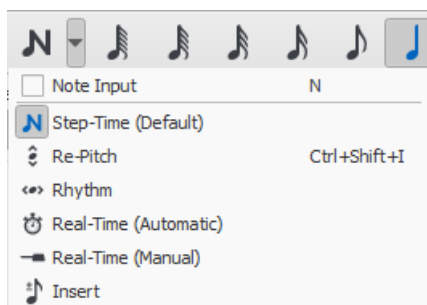 Note Input N
Step-Time (Default)
Re-Pitch Ctrl+Shift+I
Rhythm
Real-Time (Automatic)
Real-Time (Manual)
Insert